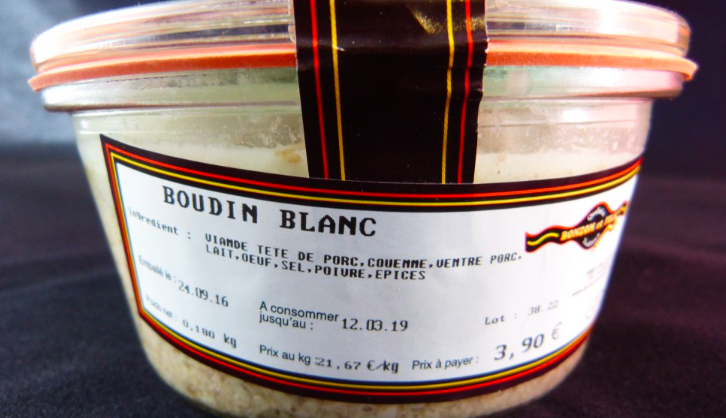 BOUDIN BLANC
ingredient : VIANDE TETE DE PORC,COUENNE,VENTRE PORC,
LAIT,OEUF,SEL,POIVRE,EPICES
Emballé le : 24.09.16
A consommer
jusqu'au : 12.03.19
Lot : 38.22
Poids net : 0,180 kg
Prix au kg 21,67 €/kg
Prix à payer : 3,90 €